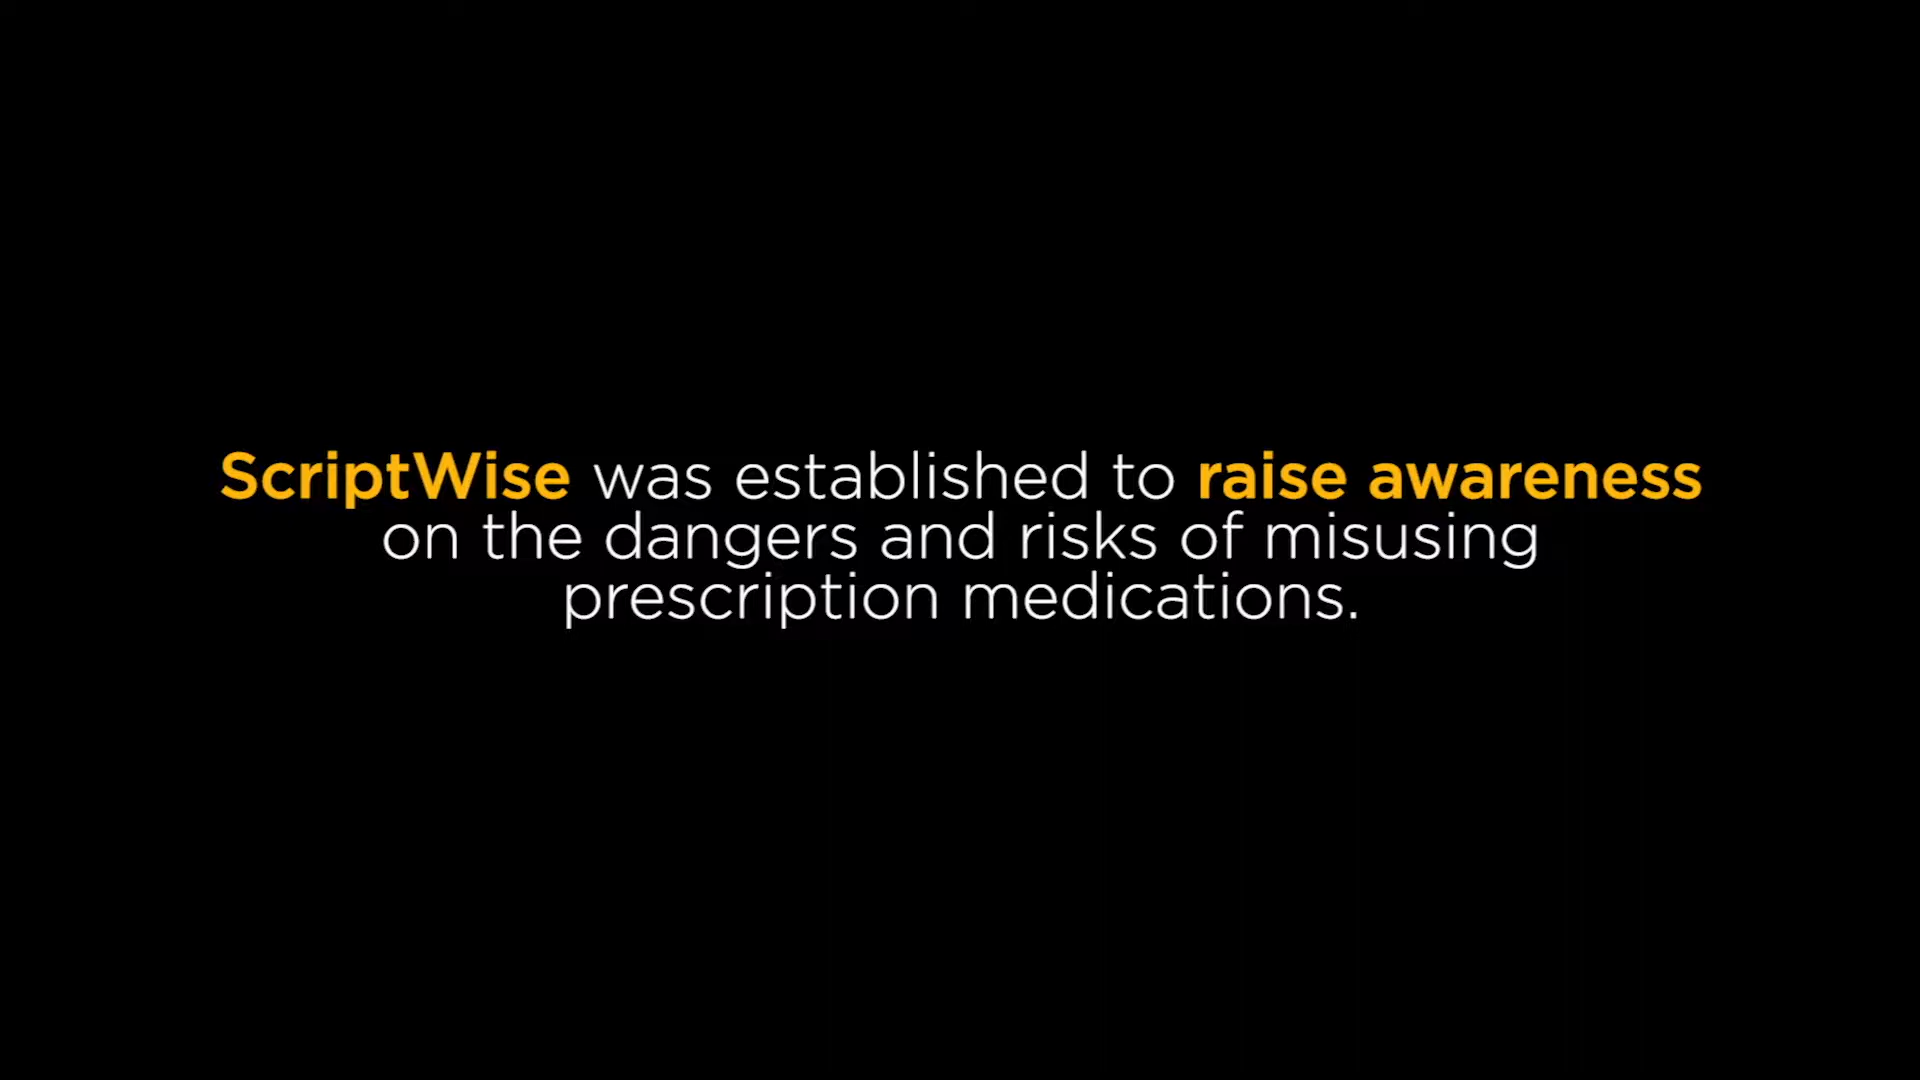 ScriptWise was established to raise awareness
on the dangers and risks of misusing
prescription medications.